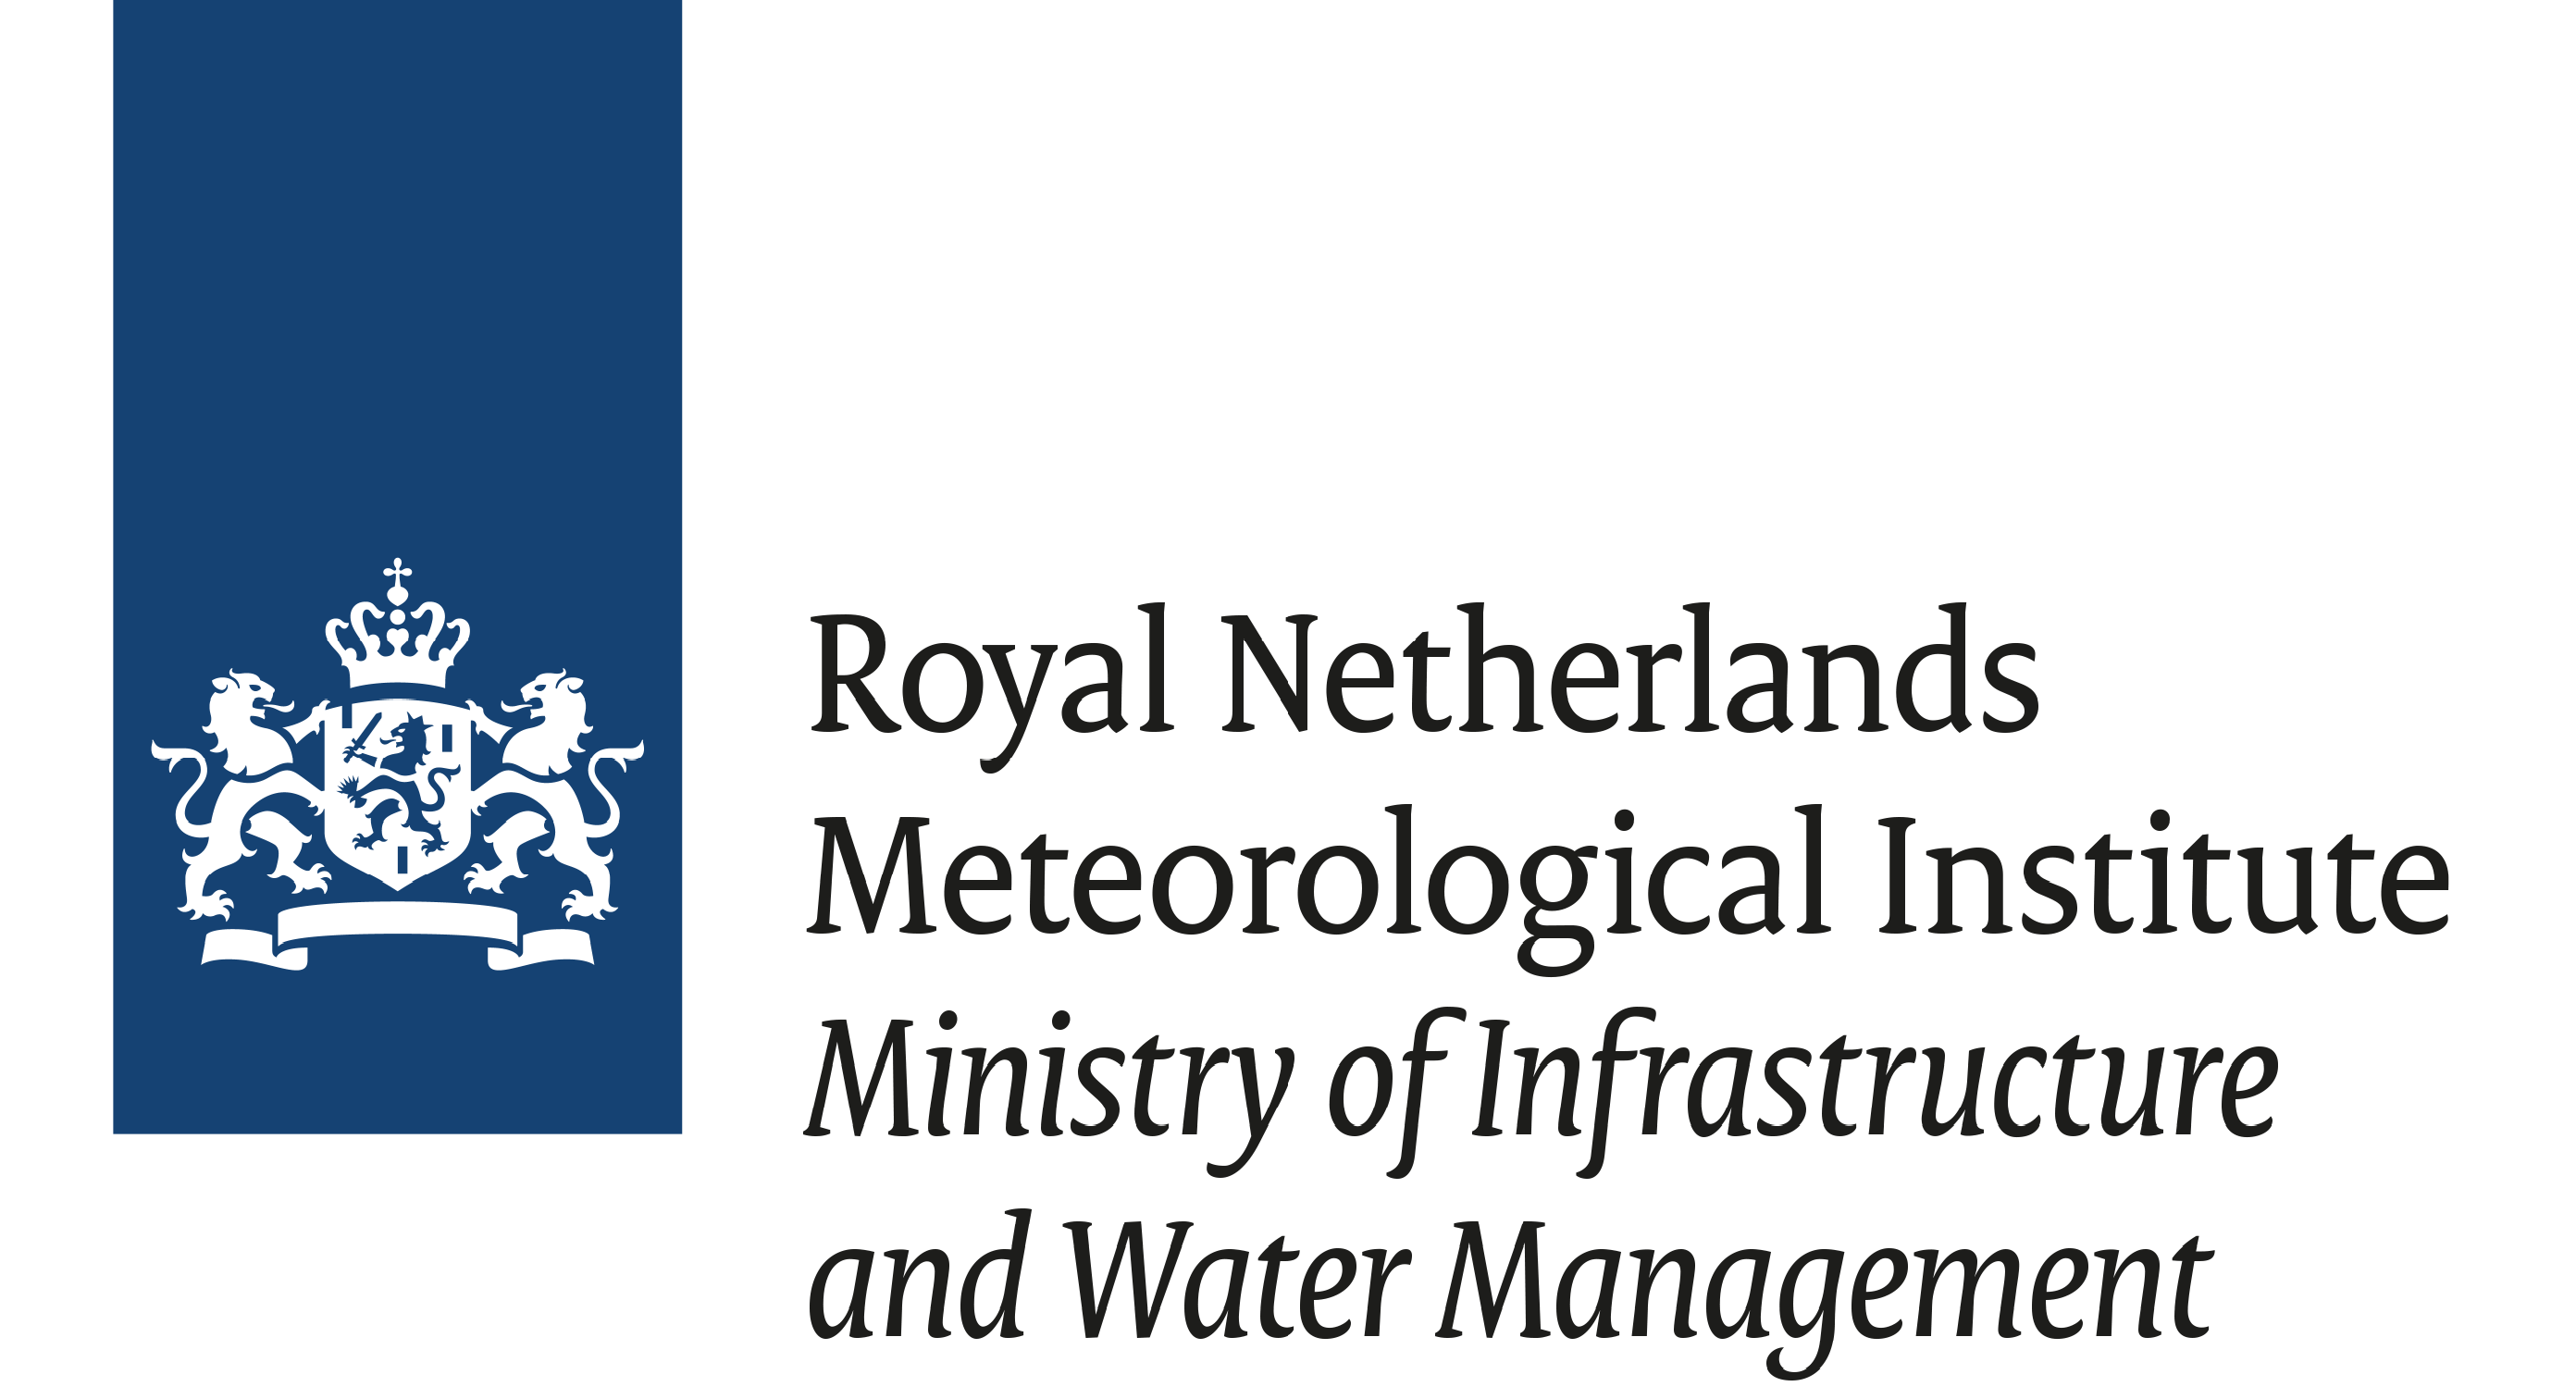 Royal Netherlands
Meteorological Institute
Ministry of Infrastructure
and Water Management